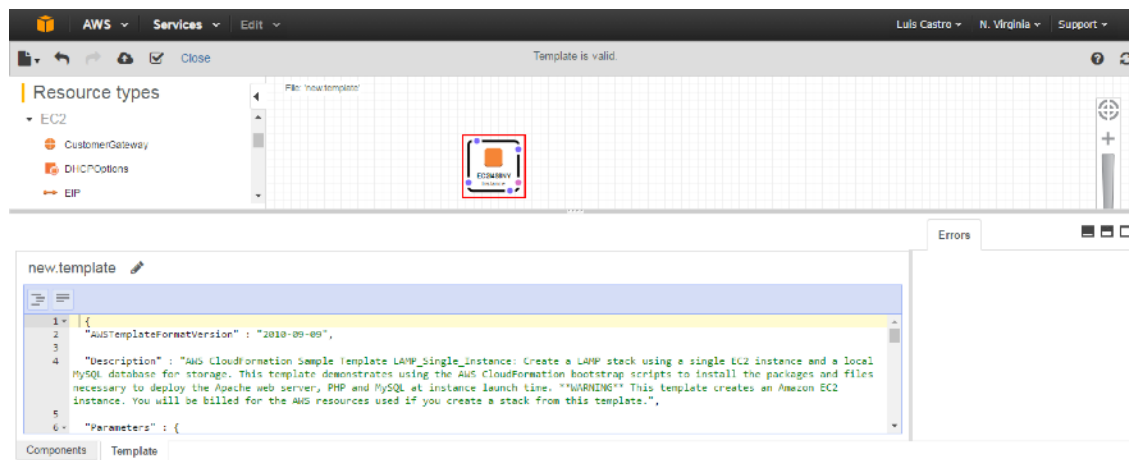 AWS Services Edit Luis Castro N. Virginia Support
Close Template is valid.
Resource types
File: 'new.template'
EC2
CustomerGateway
DHCPOptions
EIP
Instance
Errors
new.template
1 {
2 "AWSTemplateFormatVersion" : "2010-09-09",
3
4 "Description" : "AWS CloudFormation Sample Template LAMP_Single_Instance: Create a LAMP stack using a single EC2 instance and a local
MySQL database for storage. This template demonstrates using the AWS CloudFormation bootstrap scripts to install the packages and files
necessary to deploy the Apache web server, PHP and MySQL at instance launch time. **WARNING** This template creates an Amazon EC2
instance. You will be billed for the AWS resources used if you create a stack from this template.",
5
6 "Parameters" : {
Components Template